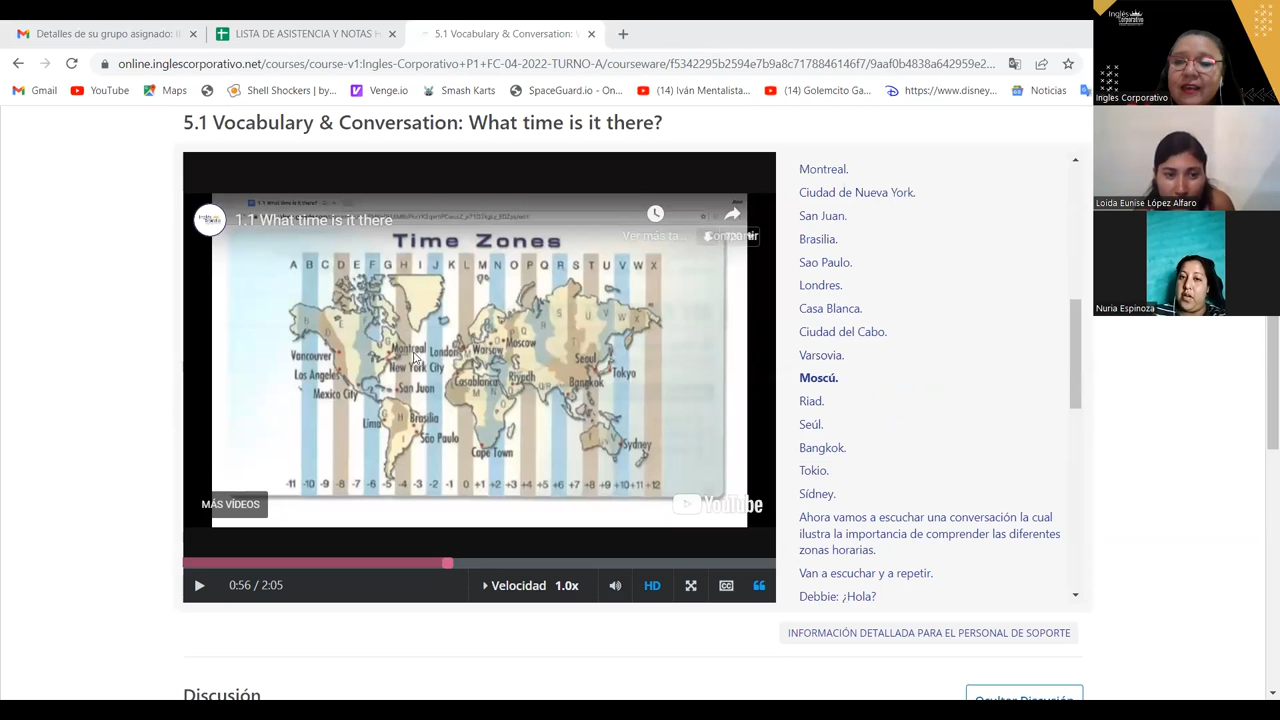 Detalles de su grupo asignado: I
LISTA DE ASISTENCIA Y NOTAS H
5.1 Vocabulary & Conversation: W
online.inglescorporativo.net/courses/course-v1:Ingles-Corporativo+P1+FC-04-2022-TURNO-A/courseware/f5342295b2594e7b9a8c7178846146f7/9aaf0b4838a642959e2...
Gmail
YouTube
Maps
Shell Shockers | by...
Venge.io
Smash Karts
SpaceGuard.io - On...
(14) Iván Mentalista...
(14) Golemcito Ga...
https://www.disney...
Noticias
Inglés Corporativo
Ingles Corporativo
Loida Eunise López Alfaro
Nuria Espinoza
5.1 Vocabulary & Conversation: What time is it there?
1.1 What time is it there
Ver más ta...
Time Zones
A B C D E F G H I J K L M N O P Q R S T U V W X
Vancouver
Los Angeles
Mexico City
Montreal
New York City
San Juan
Lima
Brasilia
São Paulo
London
Casablanca
Cape Town
Warsaw
Moscow
Riyadh
Seoul
Bangkok
Tokyo
Sydney
-11 -10 -9 -8 -7 -6 -5 -4 -3 -2 -1 0 +1 +2 +3 +4 +5 +6 +7 +8 +9 +10 +11 +12
MÁS VÍDEOS
YouTube
0:56 / 2:05
Velocidad 1.0x
HD
CC
Montreal.
Ciudad de Nueva York.
San Juan.
Brasilia.
Sao Paulo.
Londres.
Casa Blanca.
Ciudad del Cabo.
Varsovia.
Moscú.
Riad.
Seúl.
Bangkok.
Tokio.
Sídney.
Ahora vamos a escuchar una conversación la cual
ilustra la importancia de comprender las diferentes
zonas horarias.
Van a escuchar y a repetir.
Debbie: ¿Hola?
INFORMACIÓN DETALLADA PARA EL PERSONAL DE SOPORTE
Discusión
Ocultar Discusión